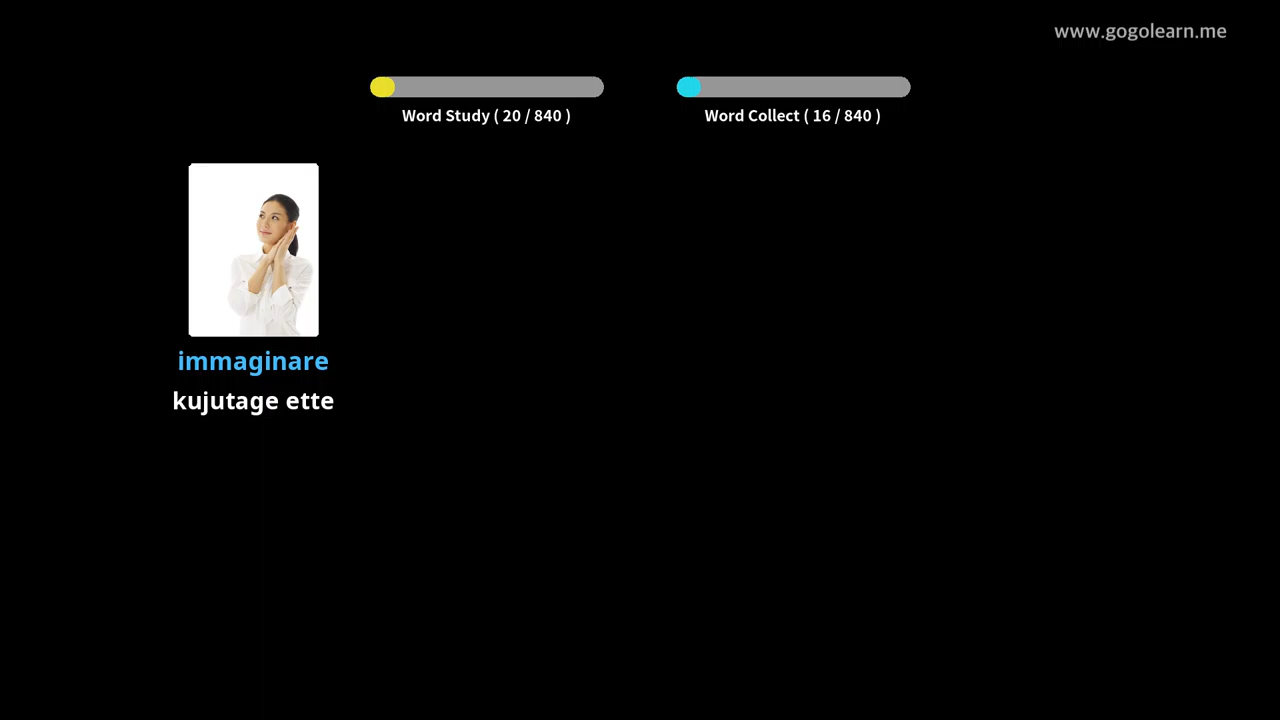 www.gogolearn.me
Word Study ( 20 / 840 )
Word Collect ( 16 / 840 )
immaginare
kujutage ette